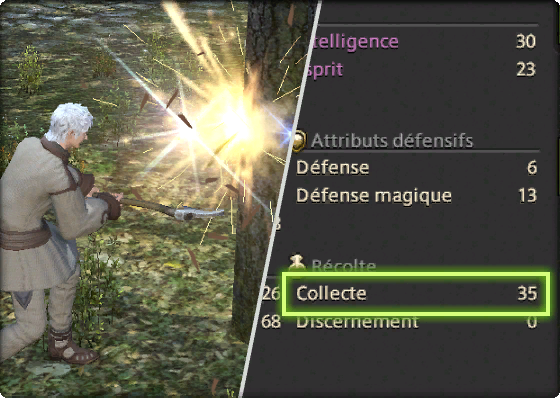 telligence 30
sprit 23
Attributs défensifs
Défense 6
Défense magique 13
Récolte
26 Collecte 35
68 Discernement 0